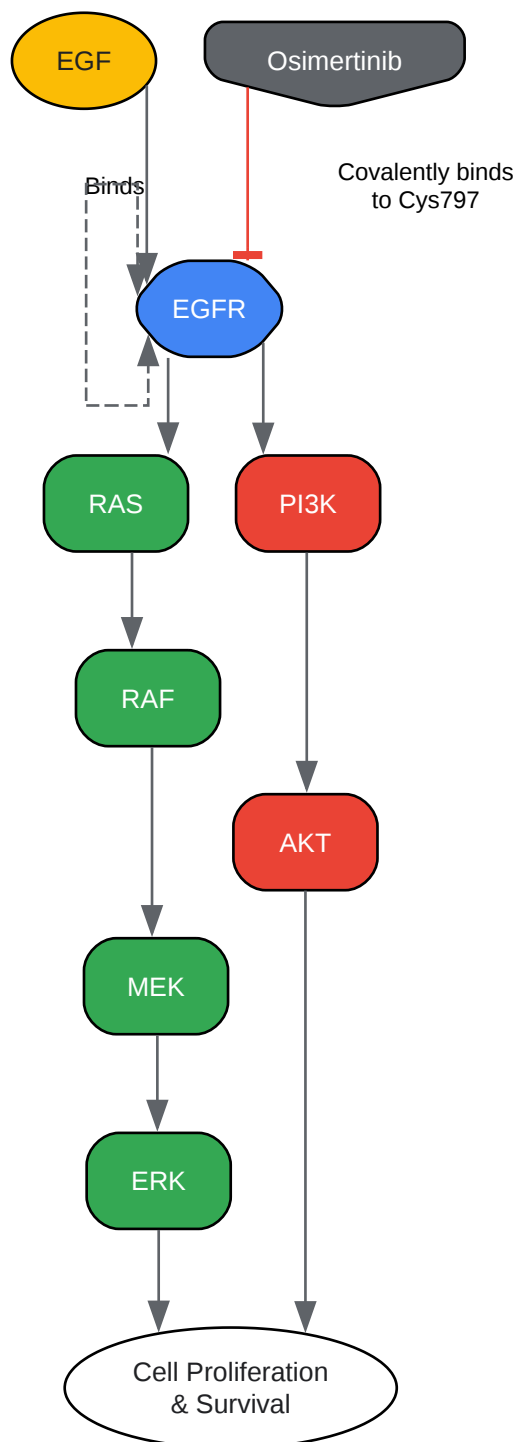 EGF
Osimertinib
Binds
Covalently binds
to Cys797
EGFR
RAS
PI3K
RAF
AKT
MEK
ERK
Cell Proliferation
& Survival